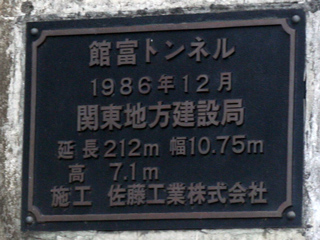 館富トンネル
1986年12月
関東地方建設局
延長212m 幅10.75m
高 7.1m
施工 佐藤工業株式会社